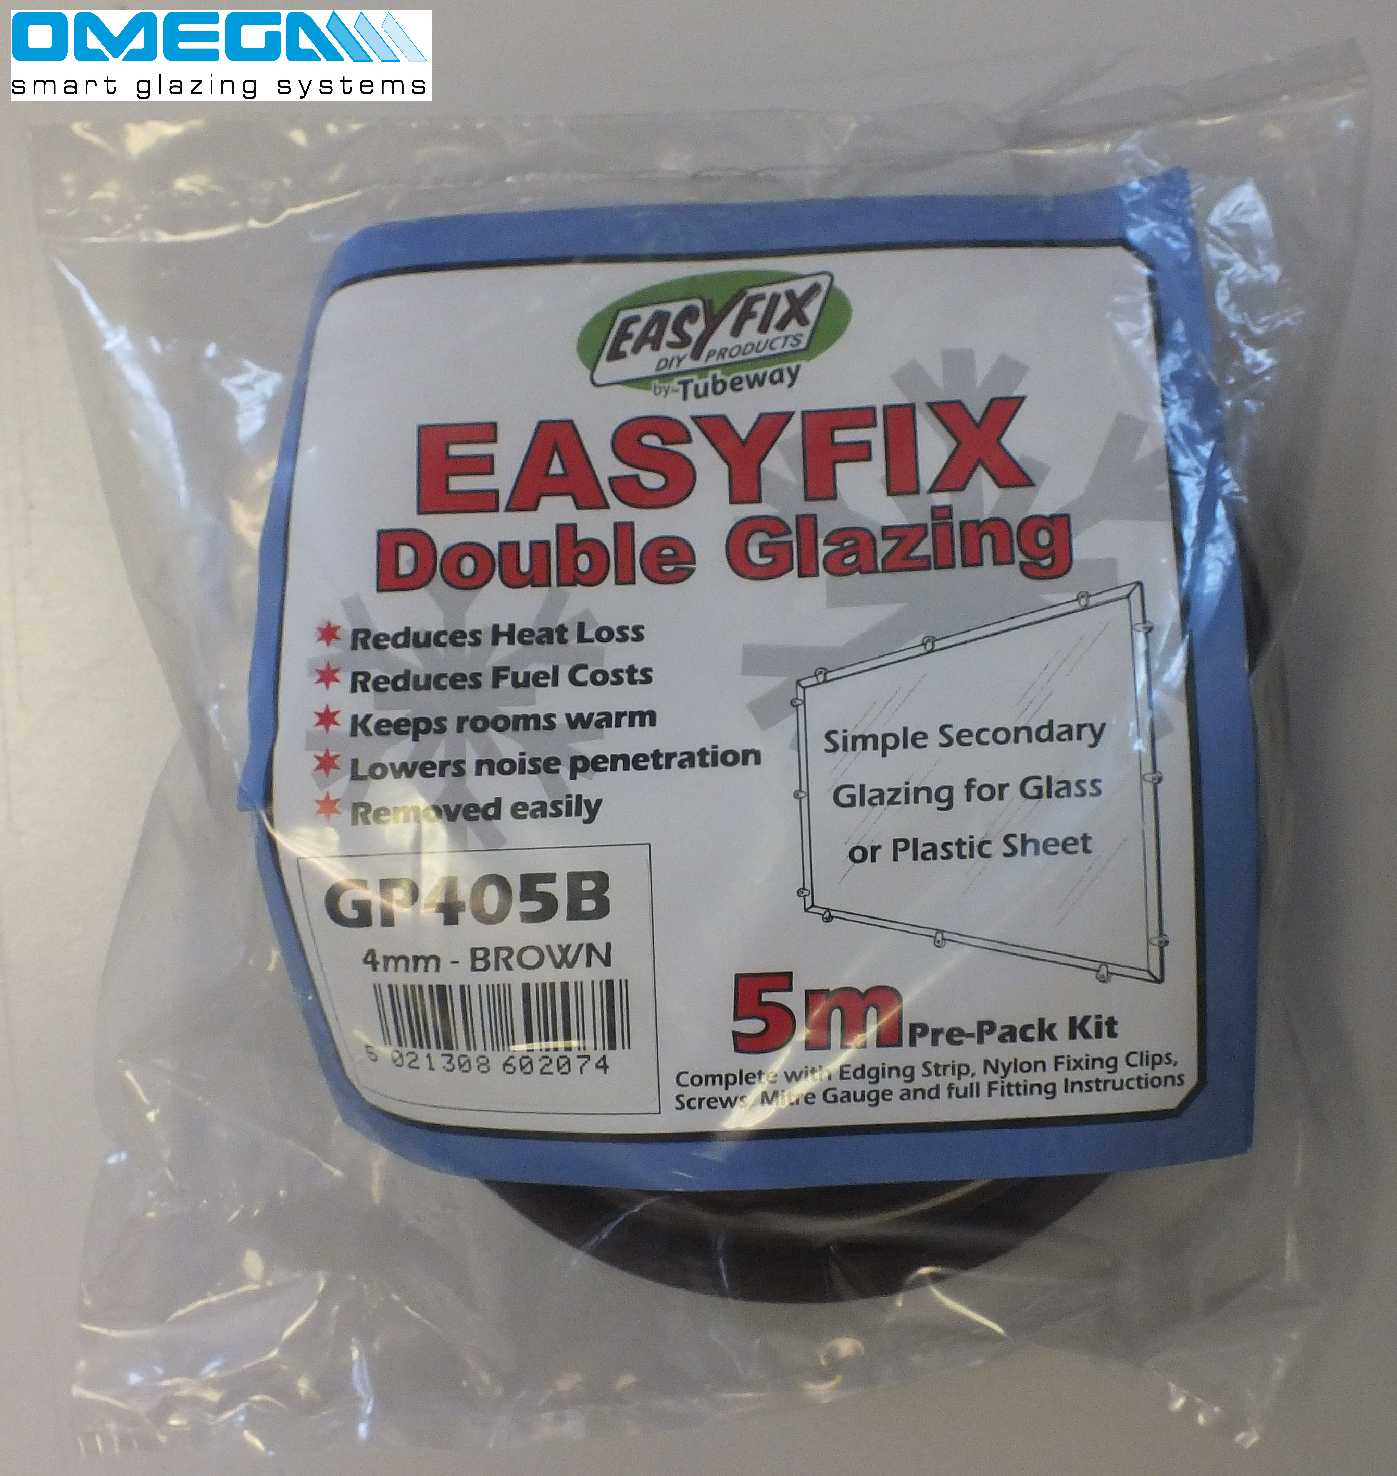 OMEGA
smart glazing systems
EASYFIX
DIY PRODUCTS
by Tubeway
EASYFIX
Double Glazing
Reduces Heat Loss
Reduces Fuel Costs
Keeps rooms warm
Lowers noise penetration
Removed easily
Simple Secondary
Glazing for Glass
or Plastic Sheet
GP405B
4mm - BROWN
5 021308 602074
5m Pre-Pack Kit
Complete with Edging Strip, Nylon Fixing Clips,
Screws, Mitre Gauge and full Fitting Instructions